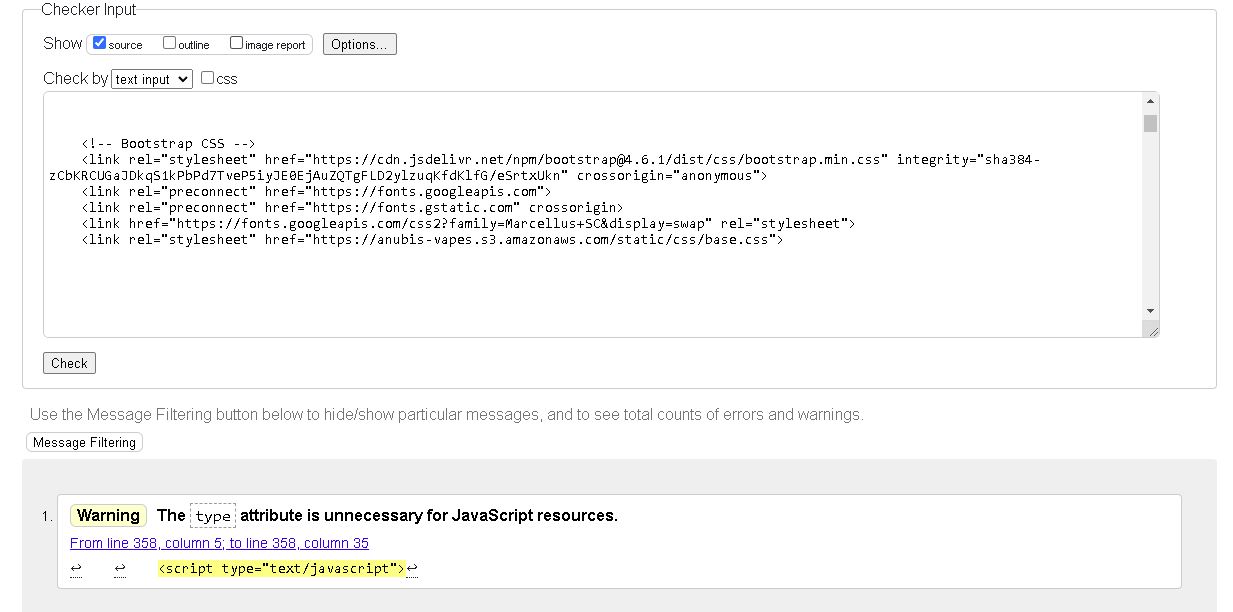 Checker Input
Show source outline image report Options...
Check by text input css
<!-- Bootstrap CSS -->
<link rel="stylesheet" href="https://cdn.jsdelivr.net/npm/bootstrap@4.6.1/dist/css/bootstrap.min.css" integrity="sha384-
zCbKRCUGaJDkqS1kPbPd7TveP5iyJE0EjAuZQTgFLD2ylzuqKfdKlfG/eSrtxUkn" crossorigin="anonymous">
<link rel="preconnect" href="https://fonts.googleapis.com">
<link rel="preconnect" href="https://fonts.gstatic.com" crossorigin>
<link href="https://fonts.googleapis.com/css2?family=Marcellus+SC&display=swap" rel="stylesheet">
<link rel="stylesheet" href="https://anubis-vapes.s3.amazonaws.com/static/css/base.css">
Check
Use the Message Filtering button below to hide/show particular messages, and to see total counts of errors and warnings.
Message Filtering
1. Warning The type attribute is unnecessary for JavaScript resources.
From line 358, column 5; to line 358, column 35
↩ ↩ <script type="text/javascript">↩